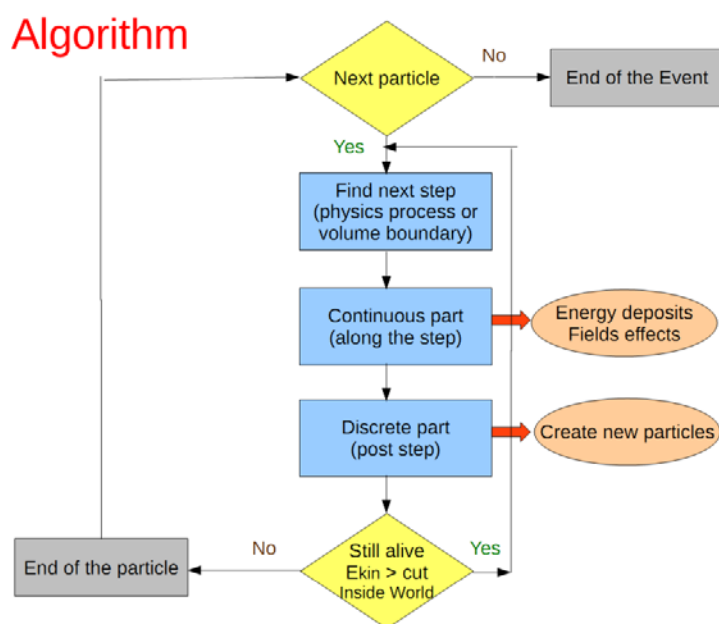 Algorithm
Next particle
No
End of the Event
Yes
Find next step
(physics process or
volume boundary)
Continuous part
(along the step)
Energy deposits
Fields effects
Discrete part
(post step)
Create new particles
No
Still alive
Ekin > cut
Inside World
Yes
End of the particle